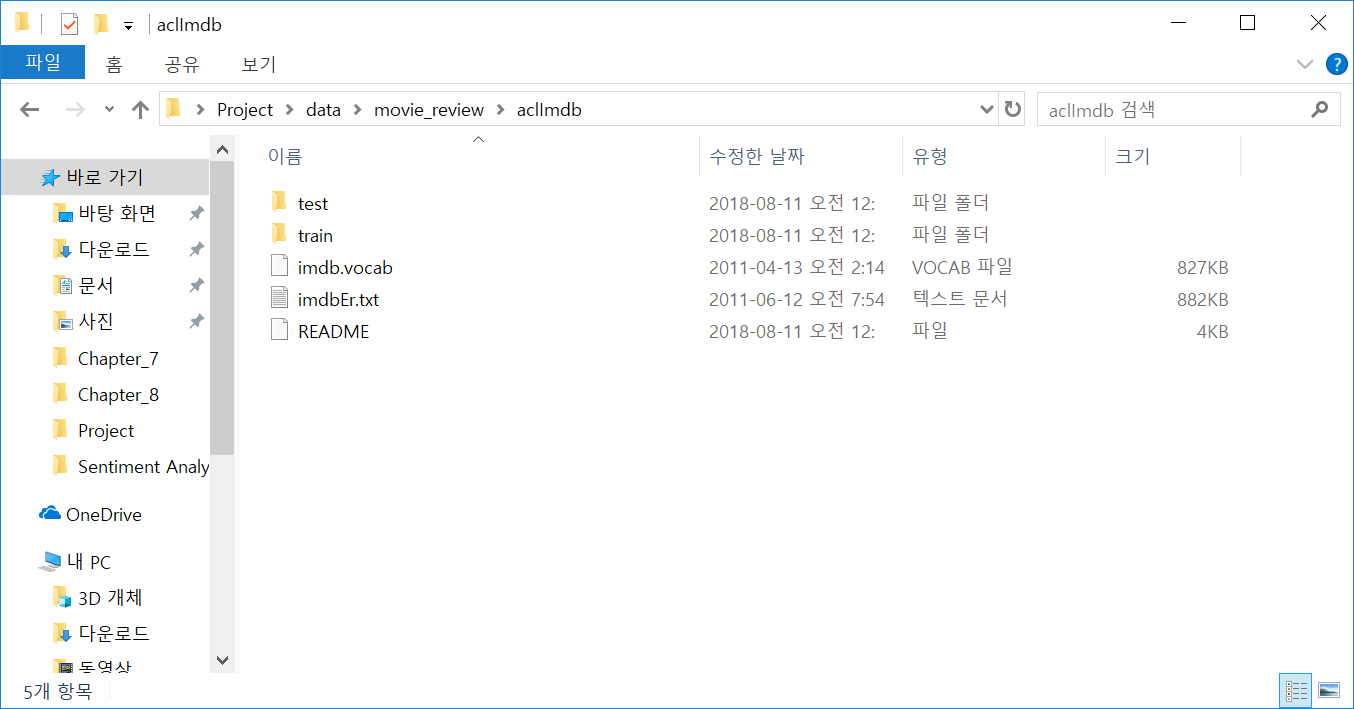 aclImdb
파일 홈 공유 보기
Project data movie_review aclImdb
aclImdb 검색
이름 수정한 날짜 유형 크기
test 2018-08-11 오전 12: 파일 폴더
train 2018-08-11 오전 12: 파일 폴더
imdb.vocab 2011-04-13 오전 2:14 VOCAB 파일 827KB
imdbEr.txt 2011-06-12 오전 7:54 텍스트 문서 882KB
README 2018-08-11 오전 12: 파일 4KB
바로 가기
바탕 화면
다운로드
문서
사진
Chapter_7
Chapter_8
Project
Sentiment Analy
OneDrive
내 PC
3D 개체
다운로드
동영상
5개 항목